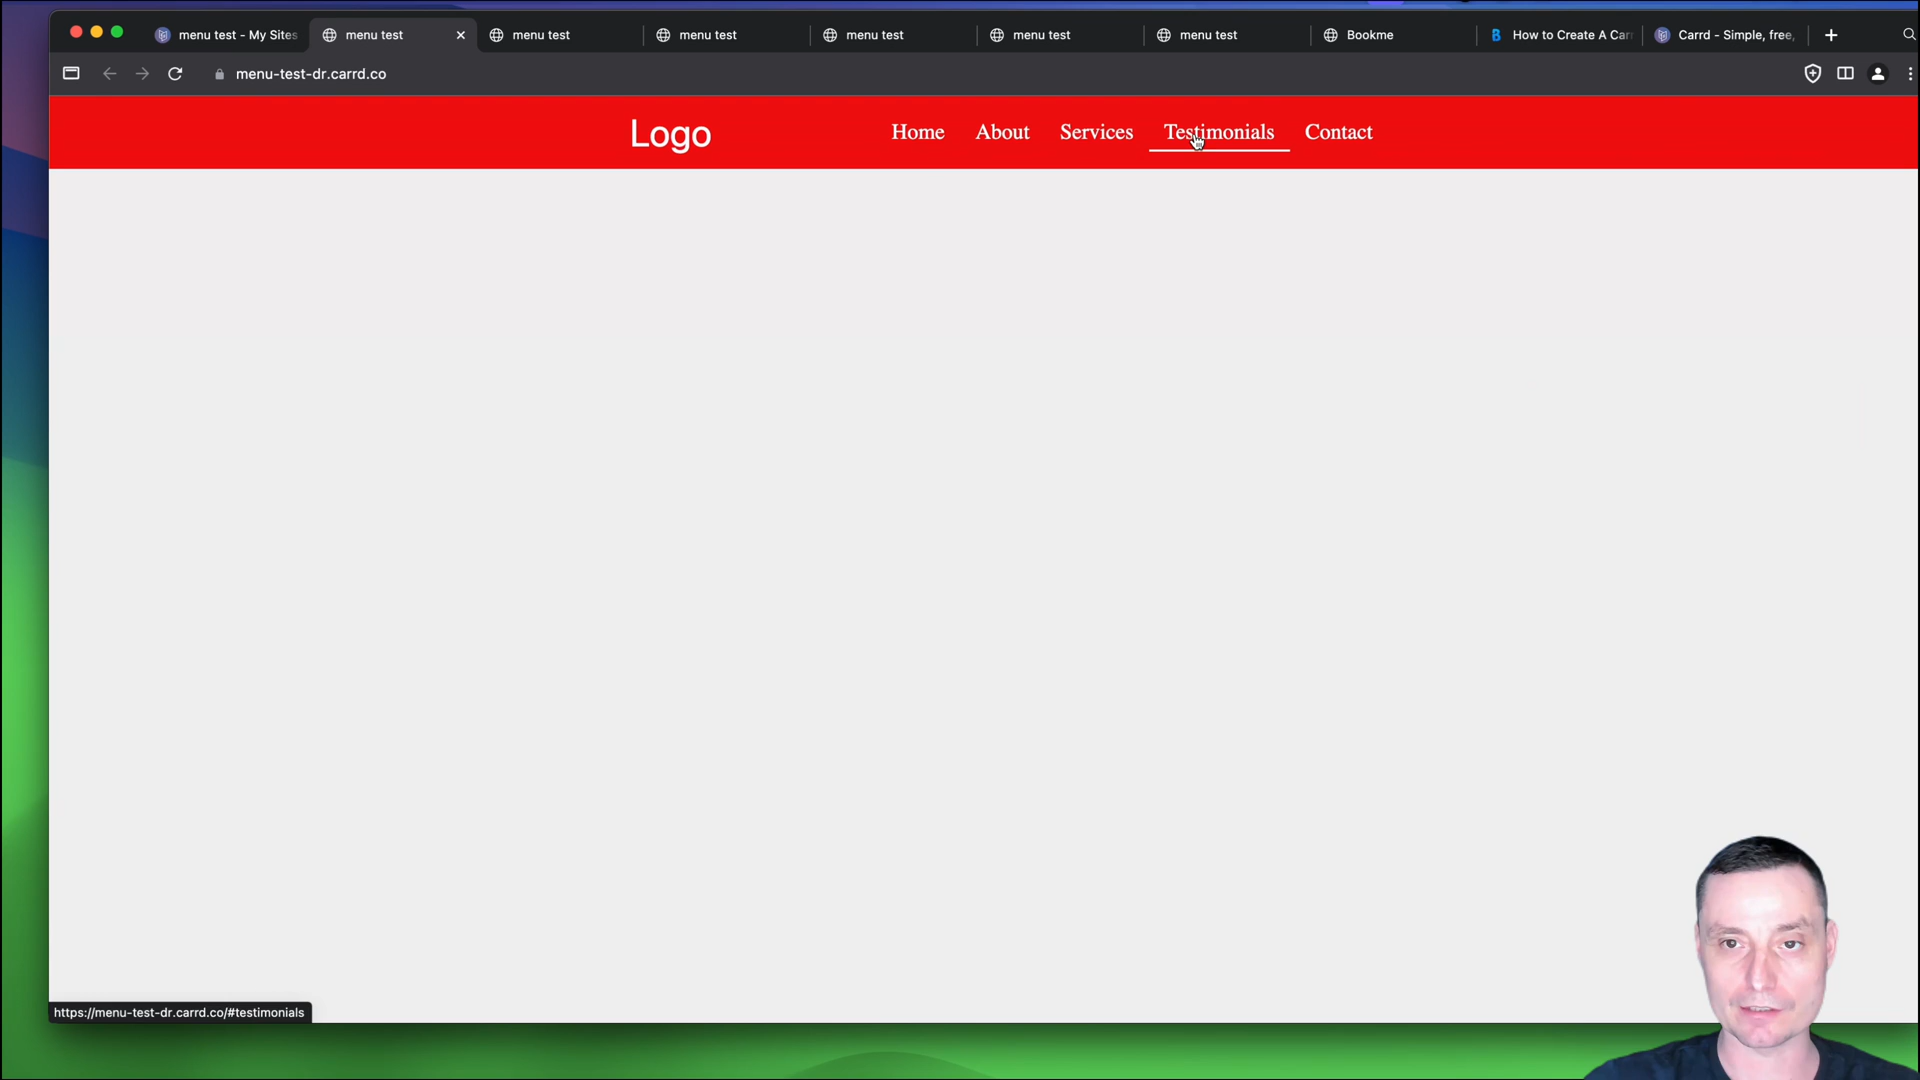 menu test - My Sites
menu test
menu test
menu test
menu test
menu test
menu test
Bookme
How to Create A Carr
Carrd - Simple, free,
menu-test-dr.carrd.co
Logo
Home About Services Testimonials Contact
https://menu-test-dr.carrd.co/#testimonials